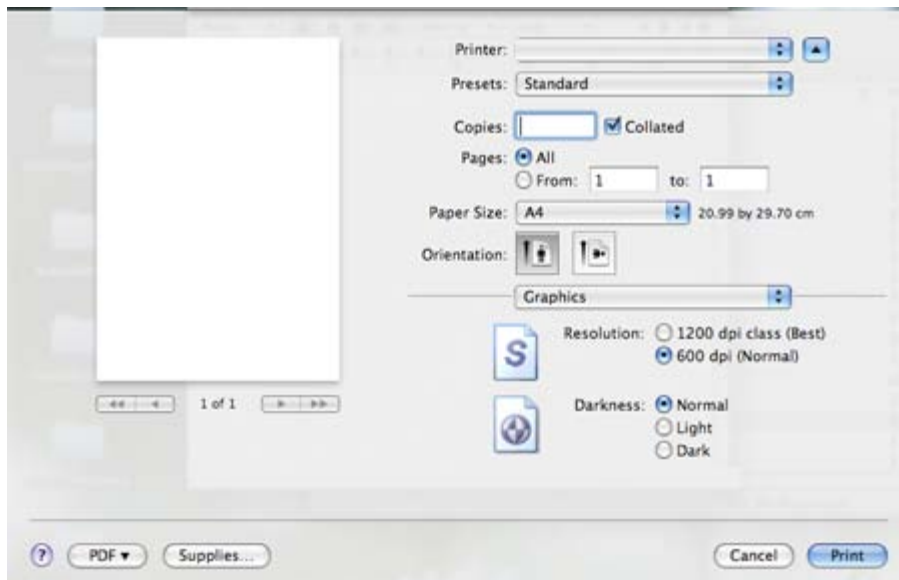 Printer:
Presets: Standard
Copies: Collated
Pages: All
From: 1 to: 1
Paper Size: A4 20.99 by 29.70 cm
Orientation:
Graphics
Resolution: 1200 dpi class (Best)
600 dpi (Normal)
1 of 1
Darkness: Normal
Light
Dark
? PDF Supplies... Cancel Print